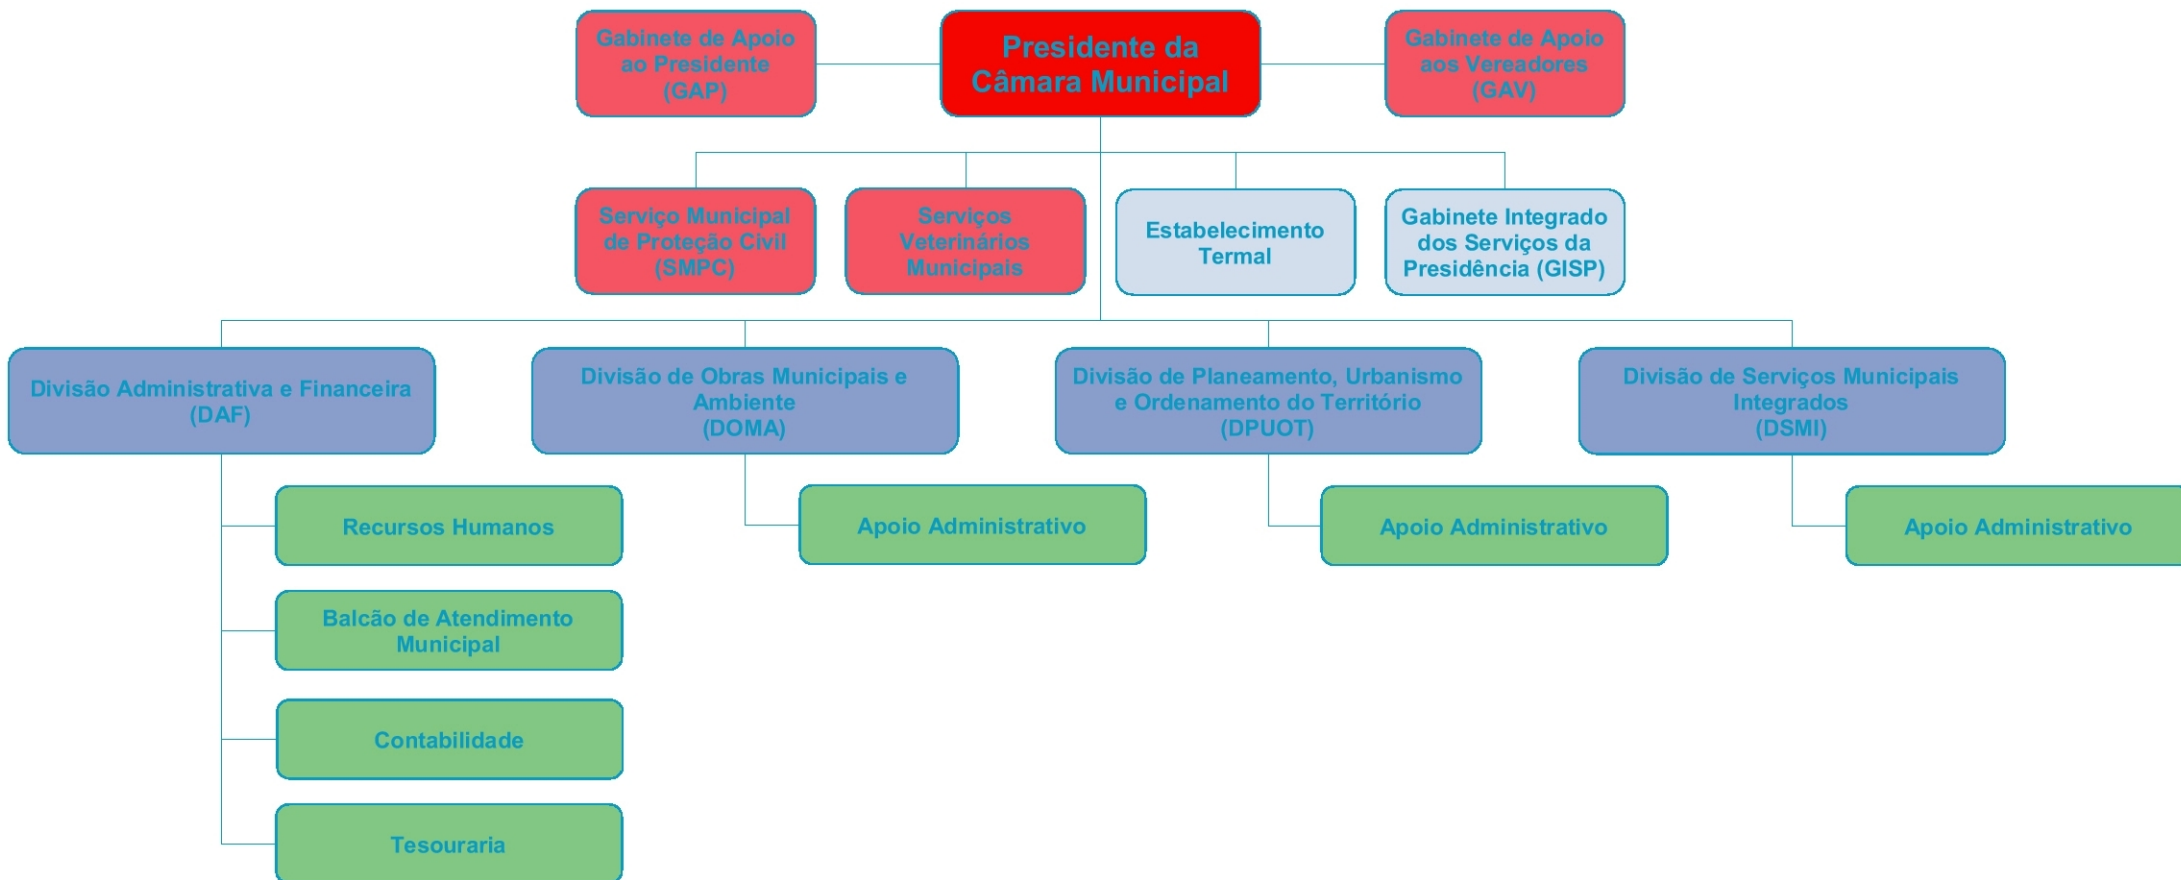 Gabinete de Apoio
ao Presidente
(GAP)
Presidente da
Câmara Municipal
Gabinete de Apoio
aos Vereadores
(GAV)
Serviço Municipal
de Proteção Civil
(SMPC)
Serviços
Veterinários
Municipais
Estabelecimento
Termal
Gabinete Integrado
dos Serviços da
Presidência (GISP)
Divisão Administrativa e Financeira
(DAF)
Divisão de Obras Municipais e
Ambiente
(DOMA)
Divisão de Planeamento, Urbanismo
e Ordenamento do Território
(DPUOT)
Divisão de Serviços Municipais
Integrados
(DSMI)
Recursos Humanos
Apoio Administrativo
Apoio Administrativo
Apoio Administrativo
Balcão de Atendimento
Municipal
Contabilidade
Tesouraria